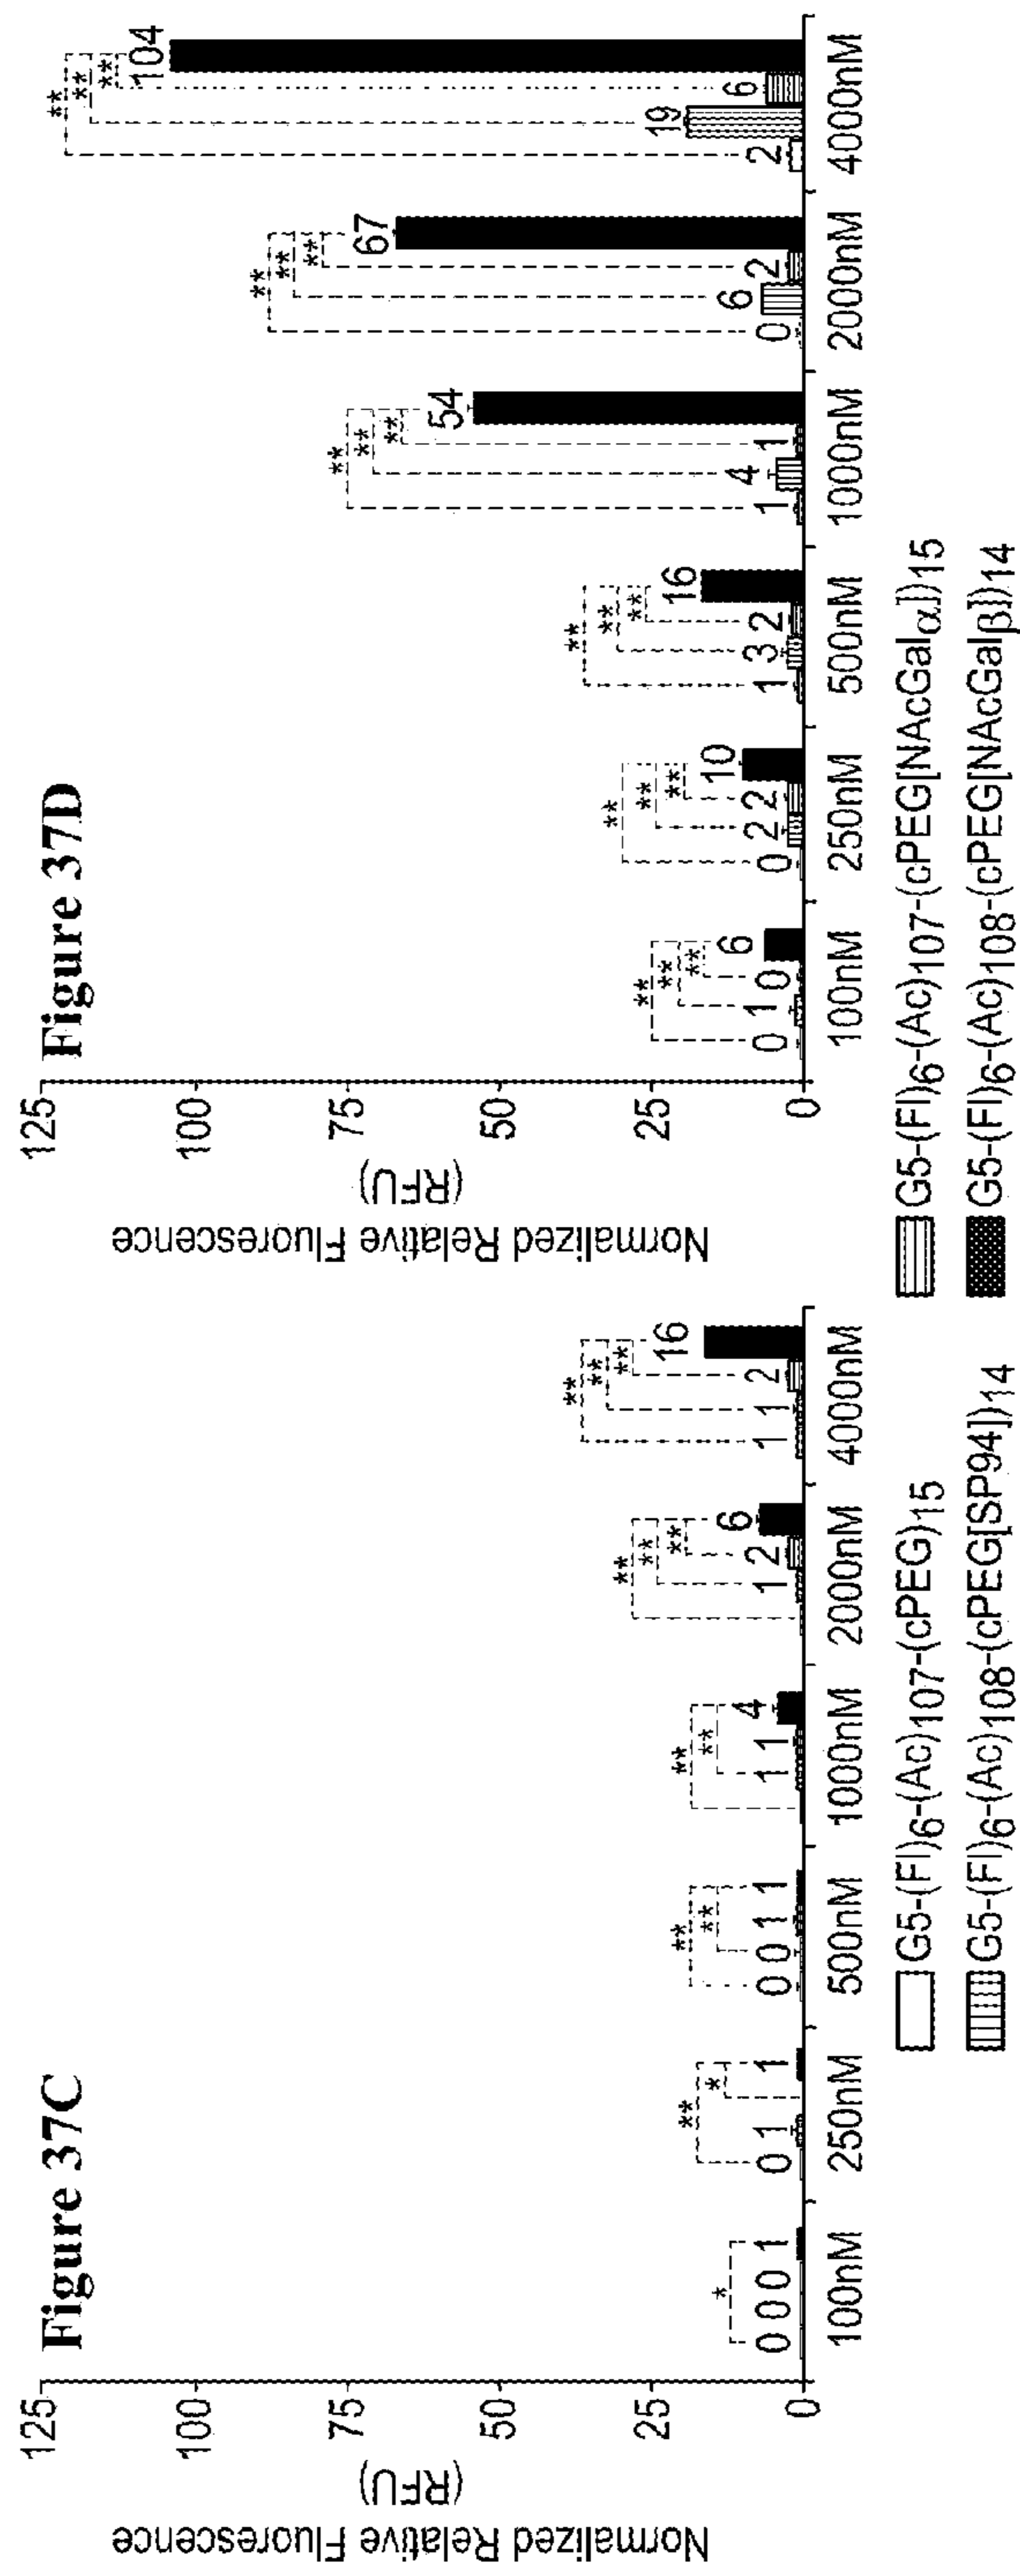 Figure 37C
Normalized Relative Fluorescence
(RFU)
125
100
75
50
25
0
*
0 0 0 1
100nM
**
*
0 1 1
250nM
**
**
0 0 1 1
500nM
**
**
1 1 4
1000nM
**
**
**
1 2 6
2000nM
**
**
**
1 1 2 16
4000nM
Figure 37D
Normalized Relative Fluorescence
(RFU)
125
100
75
50
25
0
**
**
**
0 1 0 6
100nM
**
**
**
0 2 2 10
250nM
**
**
**
1 3 2 16
500nM
**
**
**
1 4 1 54
1000nM
**
**
**
0 6 2 67
2000nM
**
**
**
2 19 6 104
4000nM
G5-(Fl)6-(Ac)107-(cPEG)15
G5-(Fl)6-(Ac)107-(cPEG[NAcGalα])15
G5-(Fl)6-(Ac)108-(cPEG[SP94])14
G5-(Fl)6-(Ac)108-(cPEG[NAcGalβ])14